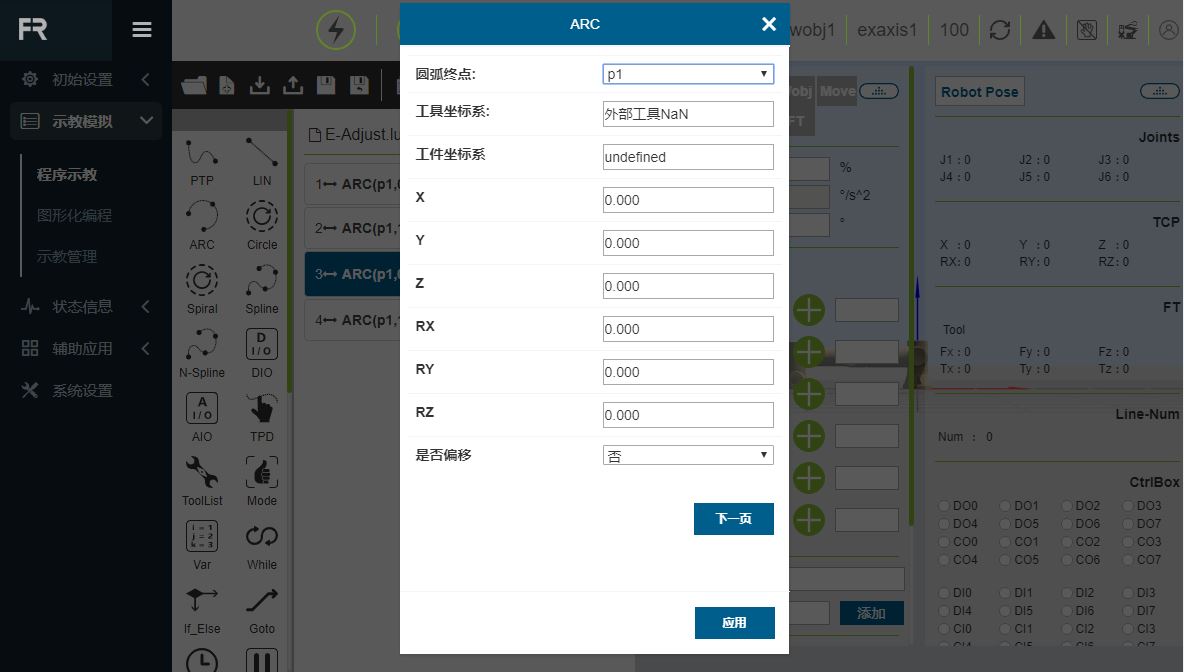 FR
初始设置
示教模拟
程序示教
图形化编程
示教管理
状态信息
辅助应用
系统设置
PTP
LIN
ARC
Circle
Spiral
Spline
N-Spline
D
I/O
DIO
A
I/O
AIO
TPD
ToolList
Mode
i = 1
j = 2
k = 3
Var
While
If_Else
Goto
E-Adjust.lu
1 ARC(p1,
2 ARC(p1,
3 ARC(p1,
4 ARC(p1,
ARC
圆弧终点:
p1
工具坐标系:
外部工具NaN
工件坐标系
undefined
X
0.000
Y
0.000
Z
0.000
RX
0.000
RY
0.000
RZ
0.000
是否偏移
否
下一页
应用
wobj1
exaxis1
100
obj
Move
FT
%
°/s^2
°
添加
Robot Pose
Joints
J1 : 0 J2 : 0 J3 : 0
J4 : 0 J5 : 0 J6 : 0
TCP
X : 0 Y : 0 Z : 0
RX: 0 RY: 0 RZ: 0
FT
Tool
Fx : 0 Fy : 0 Fz : 0
Tx : 0 Ty : 0 Tz : 0
Line-Num
Num : 0
CtrlBox
DO0 DO1 DO2 DO3
DO4 DO5 DO6 DO7
CO0 CO1 CO2 CO3
CO4 CO5 CO6 CO7
DI0 DI1 DI2 DI3
DI4 DI5 DI6 DI7
CI0 CI1 CI2 CI3
CI4 CI5 CI6 CI7